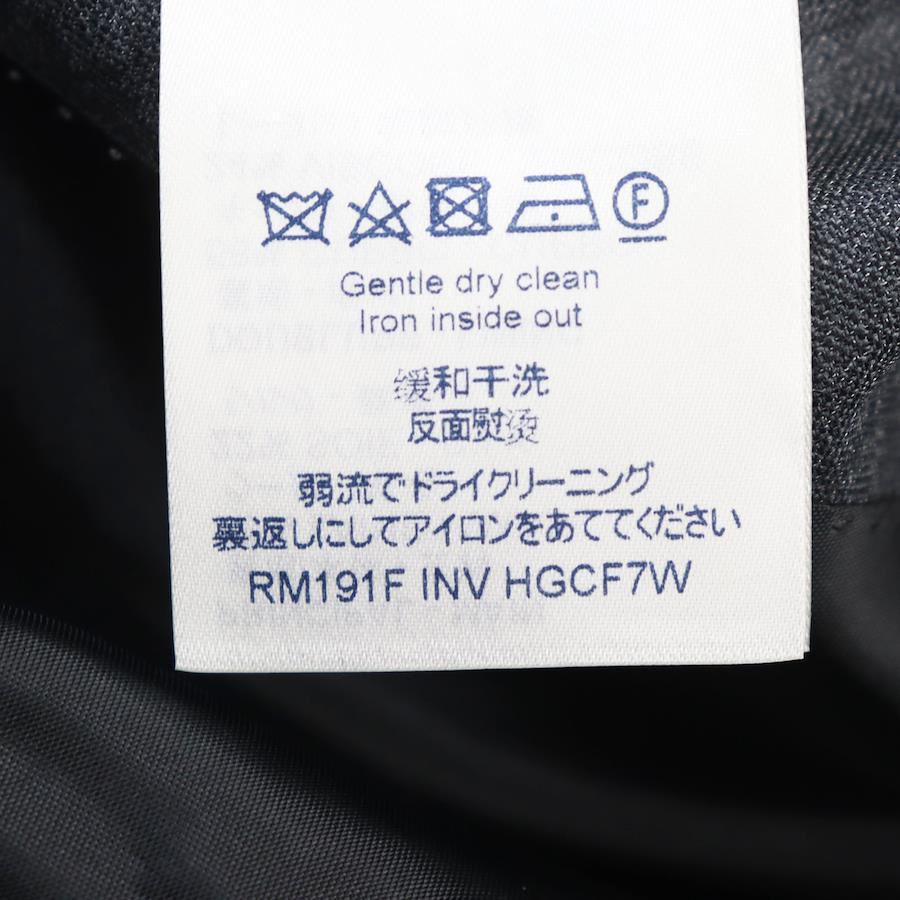 F
Gentle dry clean
Iron inside out
缓和干洗
反面熨烫
弱流でドライクリーニング
裏返しにしてアイロンをあててください
RM191F INV HGCF7W